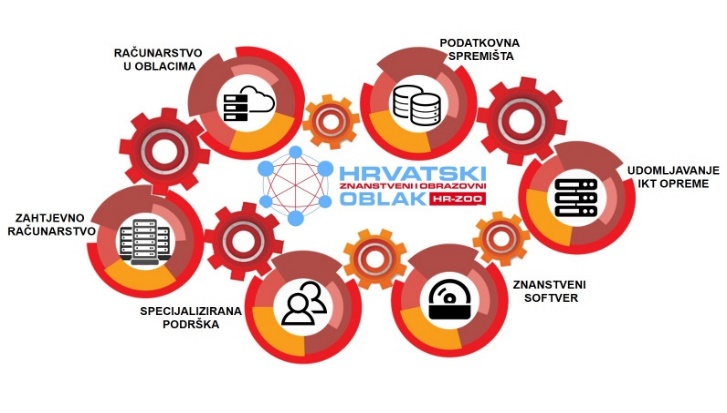 RAČUNARSTVO
U OBLACIMA
PODATKOVNA
SPREMIŠTA
UDOMLJAVANJE
IKT OPREME
HRVATSKI
ZNANSTVENI I OBRAZOVNI
OBLAK HR-ZOO
ZAHTJEVNO
RAČUNARSTVO
SPECIJALIZIRANA
PODRŠKA
ZNANSTVENI
SOFTVER